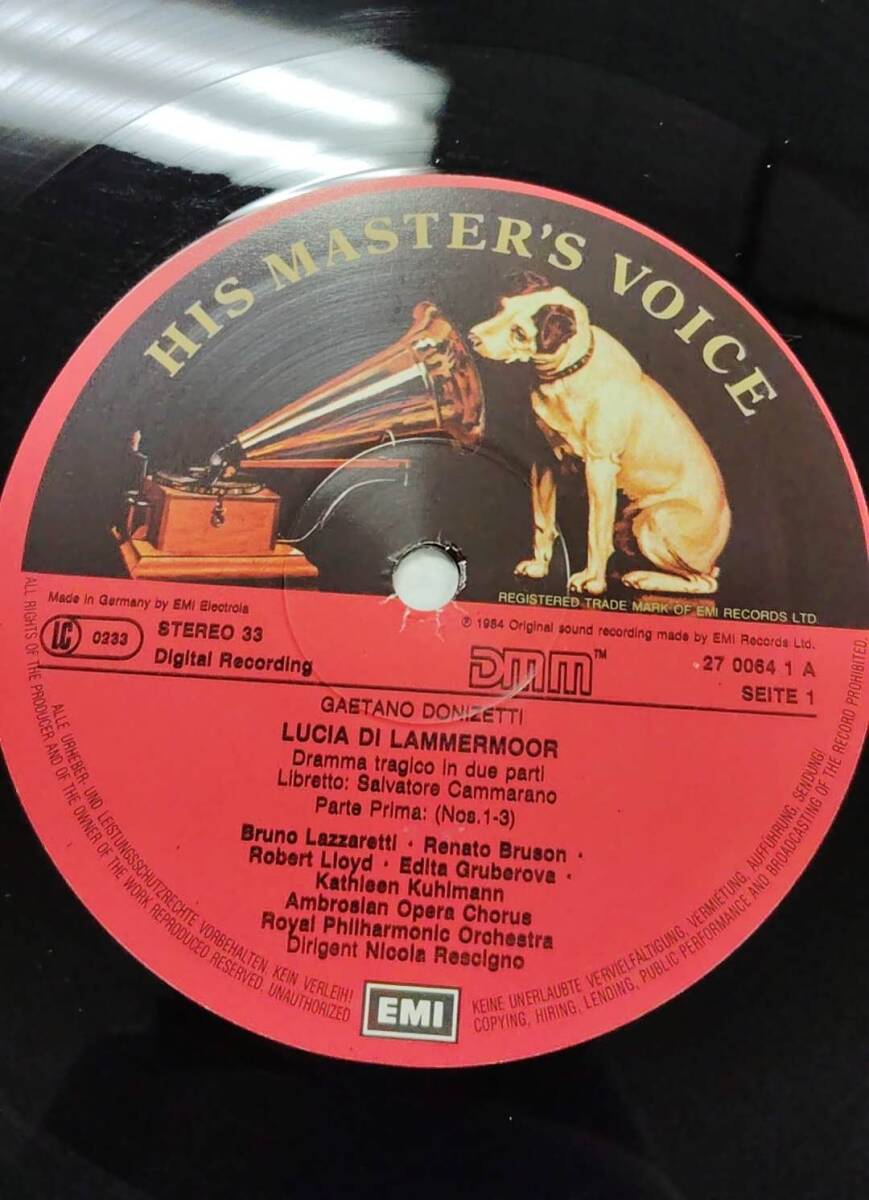 HIS MASTER'S VOICE
REGISTERED TRADE MARK OF EMI RECORDS LTD.
Made in Germany by EMI Electrola
℗ 1984 Original sound recording made by EMI Records Ltd.
LC 0233
STEREO 33
Digital Recording
DMM™
27 0064 1 A
SEITE 1
GAETANO DONIZETTI
LUCIA DI LAMMERMOOR
Dramma tragico in due parti
Libretto: Salvatore Cammarano
Parte Prima: (Nos.1-3)
Bruno Lazzaretti · Renato Bruson ·
Robert Lloyd · Edita Gruberova ·
Kathleen Kuhlmann
Ambrosian Opera Chorus
Royal Philharmonic Orchestra
Dirigent Nicola Rescigno
EMI
ALLE URHEBER- UND LEISTUNGSSCHUTZRECHTE VORBEHALTEN. KEIN VERLEIH! KEINE UNERLAUBTE VERVIELFÄLTIGUNG, VERMIETUNG, AUFFÜHRUNG, SENDUNG!
ALL RIGHTS OF THE PRODUCER AND OF THE OWNER OF THE WORK REPRODUCED RESERVED. UNAUTHORIZED COPYING, HIRING, LENDING, PUBLIC PERFORMANCE AND BROADCASTING OF THE RECORD PROHIBITED.